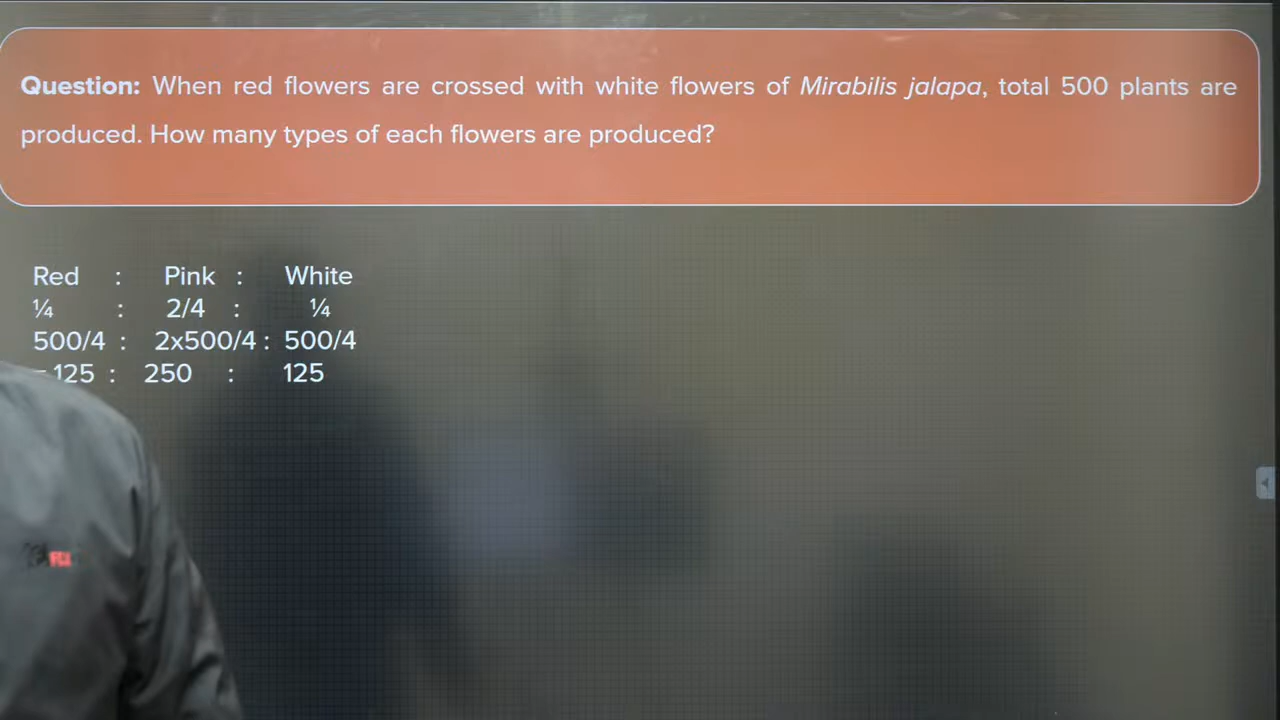 Question: When red flowers are crossed with white flowers of Mirabilis jalapa, total 500 plants are
produced. How many types of each flowers are produced?
Red : Pink : White
¼ : 2/4 : ¼
500/4 : 2x500/4 : 500/4
125 : 250 : 125